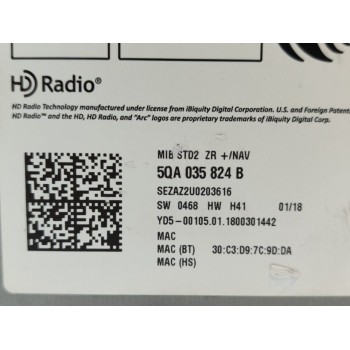 HD Radio®
HD Radio Technology manufactured under license from iBiquity Digital Corporation. U.S. and Foreign Patent
HD Radio™ and the HD, HD Radio, and "Arc" logos are proprietary trademarks of iBiquity Digital Corp.
MIB STD2 ZR +/NAV
5QA 035 824 B
SEZAZ2U0203616
SW 0468 HW H41 01/18
YD5-00105.01.1800301442
MAC
MAC (BT) 30:C3:D9:7C:9D:DA
MAC (HS)